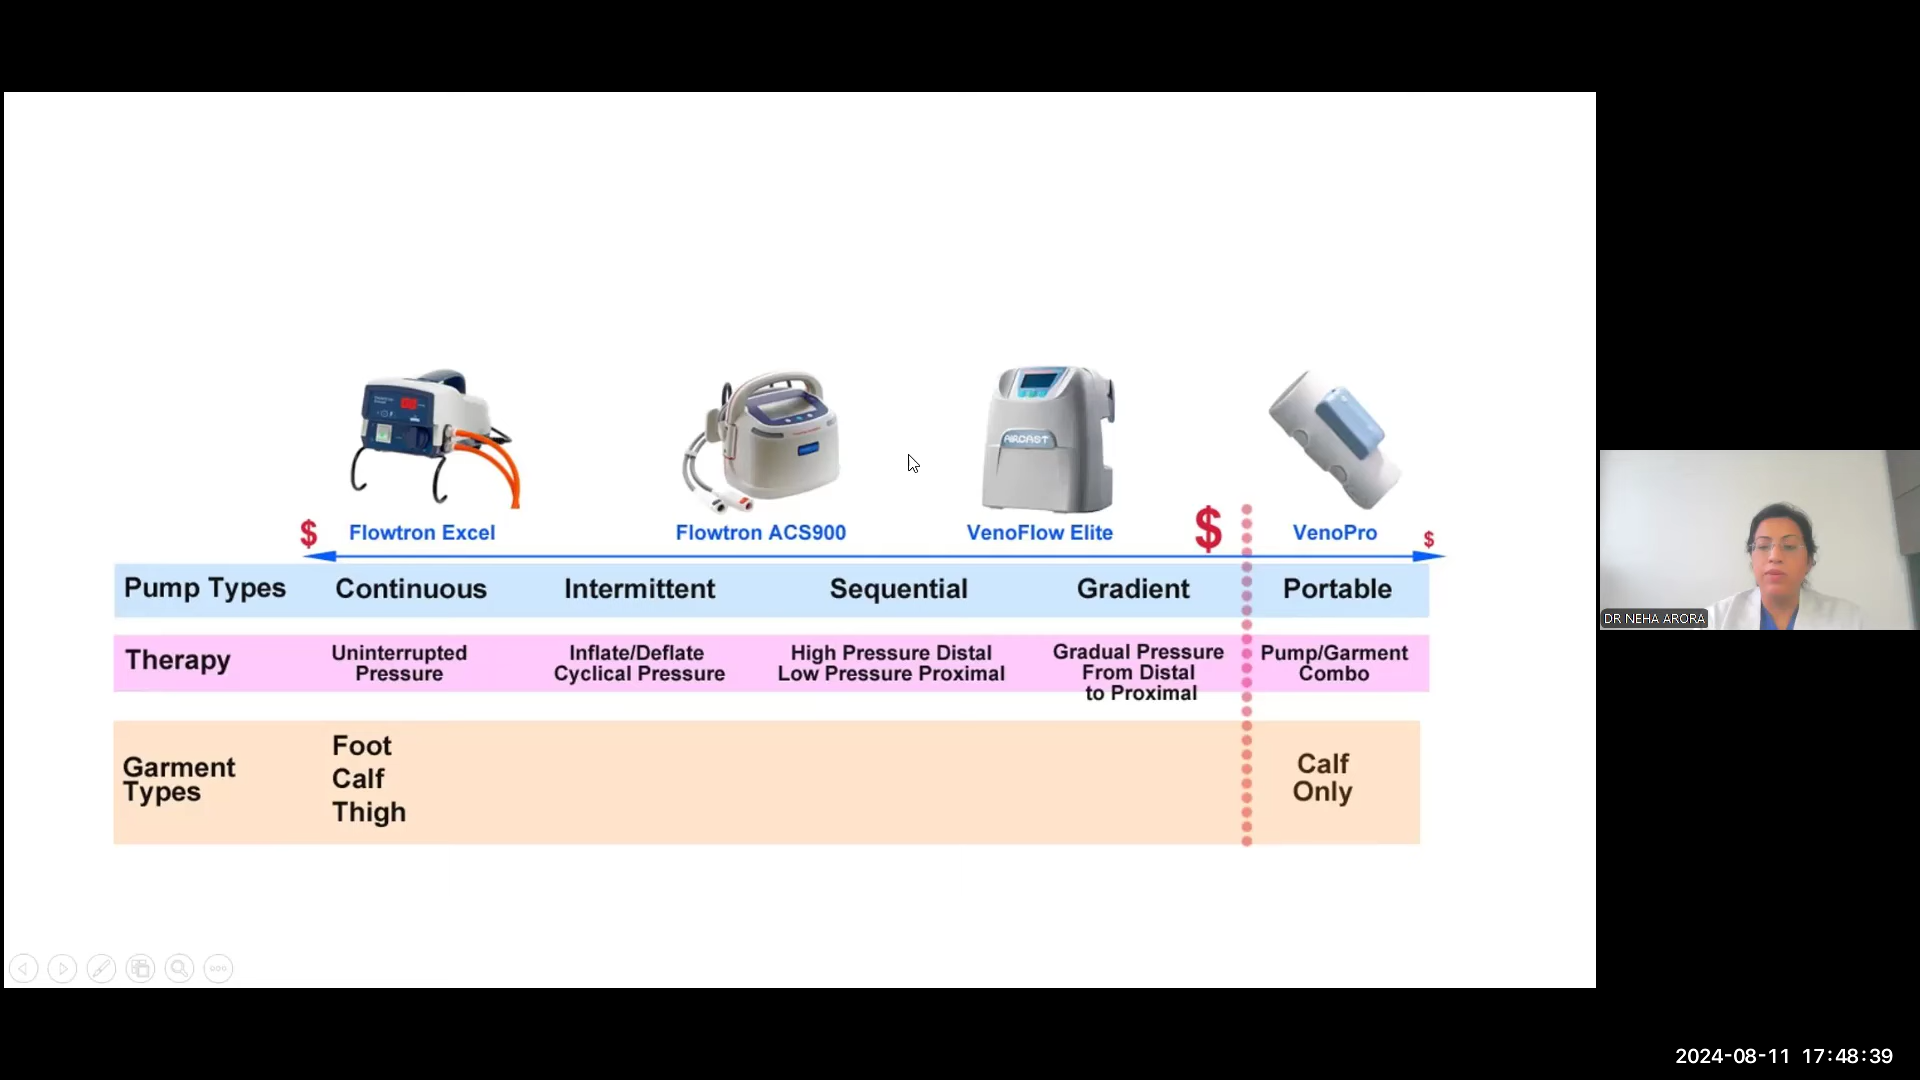 AIRCAST
$ Flowtron Excel Flowtron ACS900 VenoFlow Elite $ VenoPro $
Pump Types Continuous Intermittent Sequential Gradient Portable
Therapy
Uninterrupted
Pressure
Inflate/Deflate
Cyclical Pressure
High Pressure Distal
Low Pressure Proximal
Gradual Pressure
From Distal
to Proximal
Pump/Garment
Combo
Garment
Types
Foot
Calf
Thigh
Calf
Only
DR NEHA ARORA
2024-08-11 17:48:39